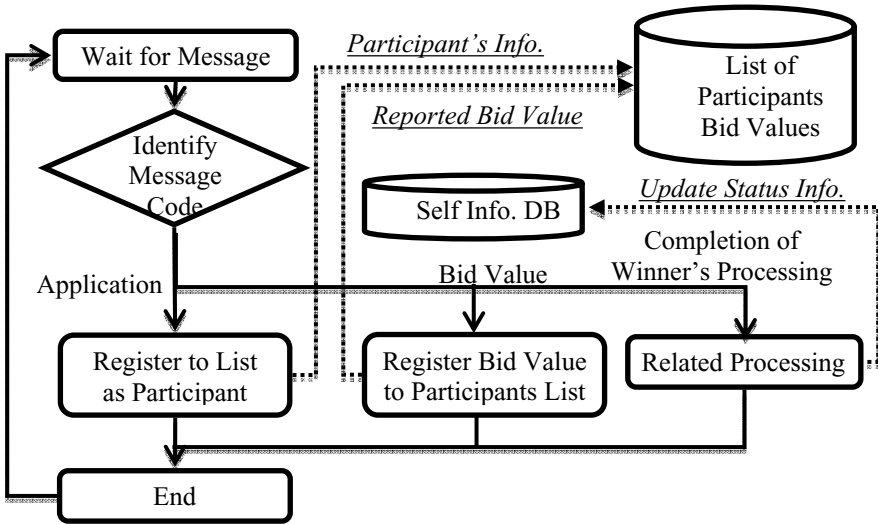 Wait for Message
Participant's Info.
List of
Participants
Bid Values
Reported Bid Value
Identify
Message
Code
Self Info. DB
Update Status Info.
Application
Bid Value
Completion of
Winner's Processing
Register to List
as Participant
Register Bid Value
to Participants List
Related Processing
End